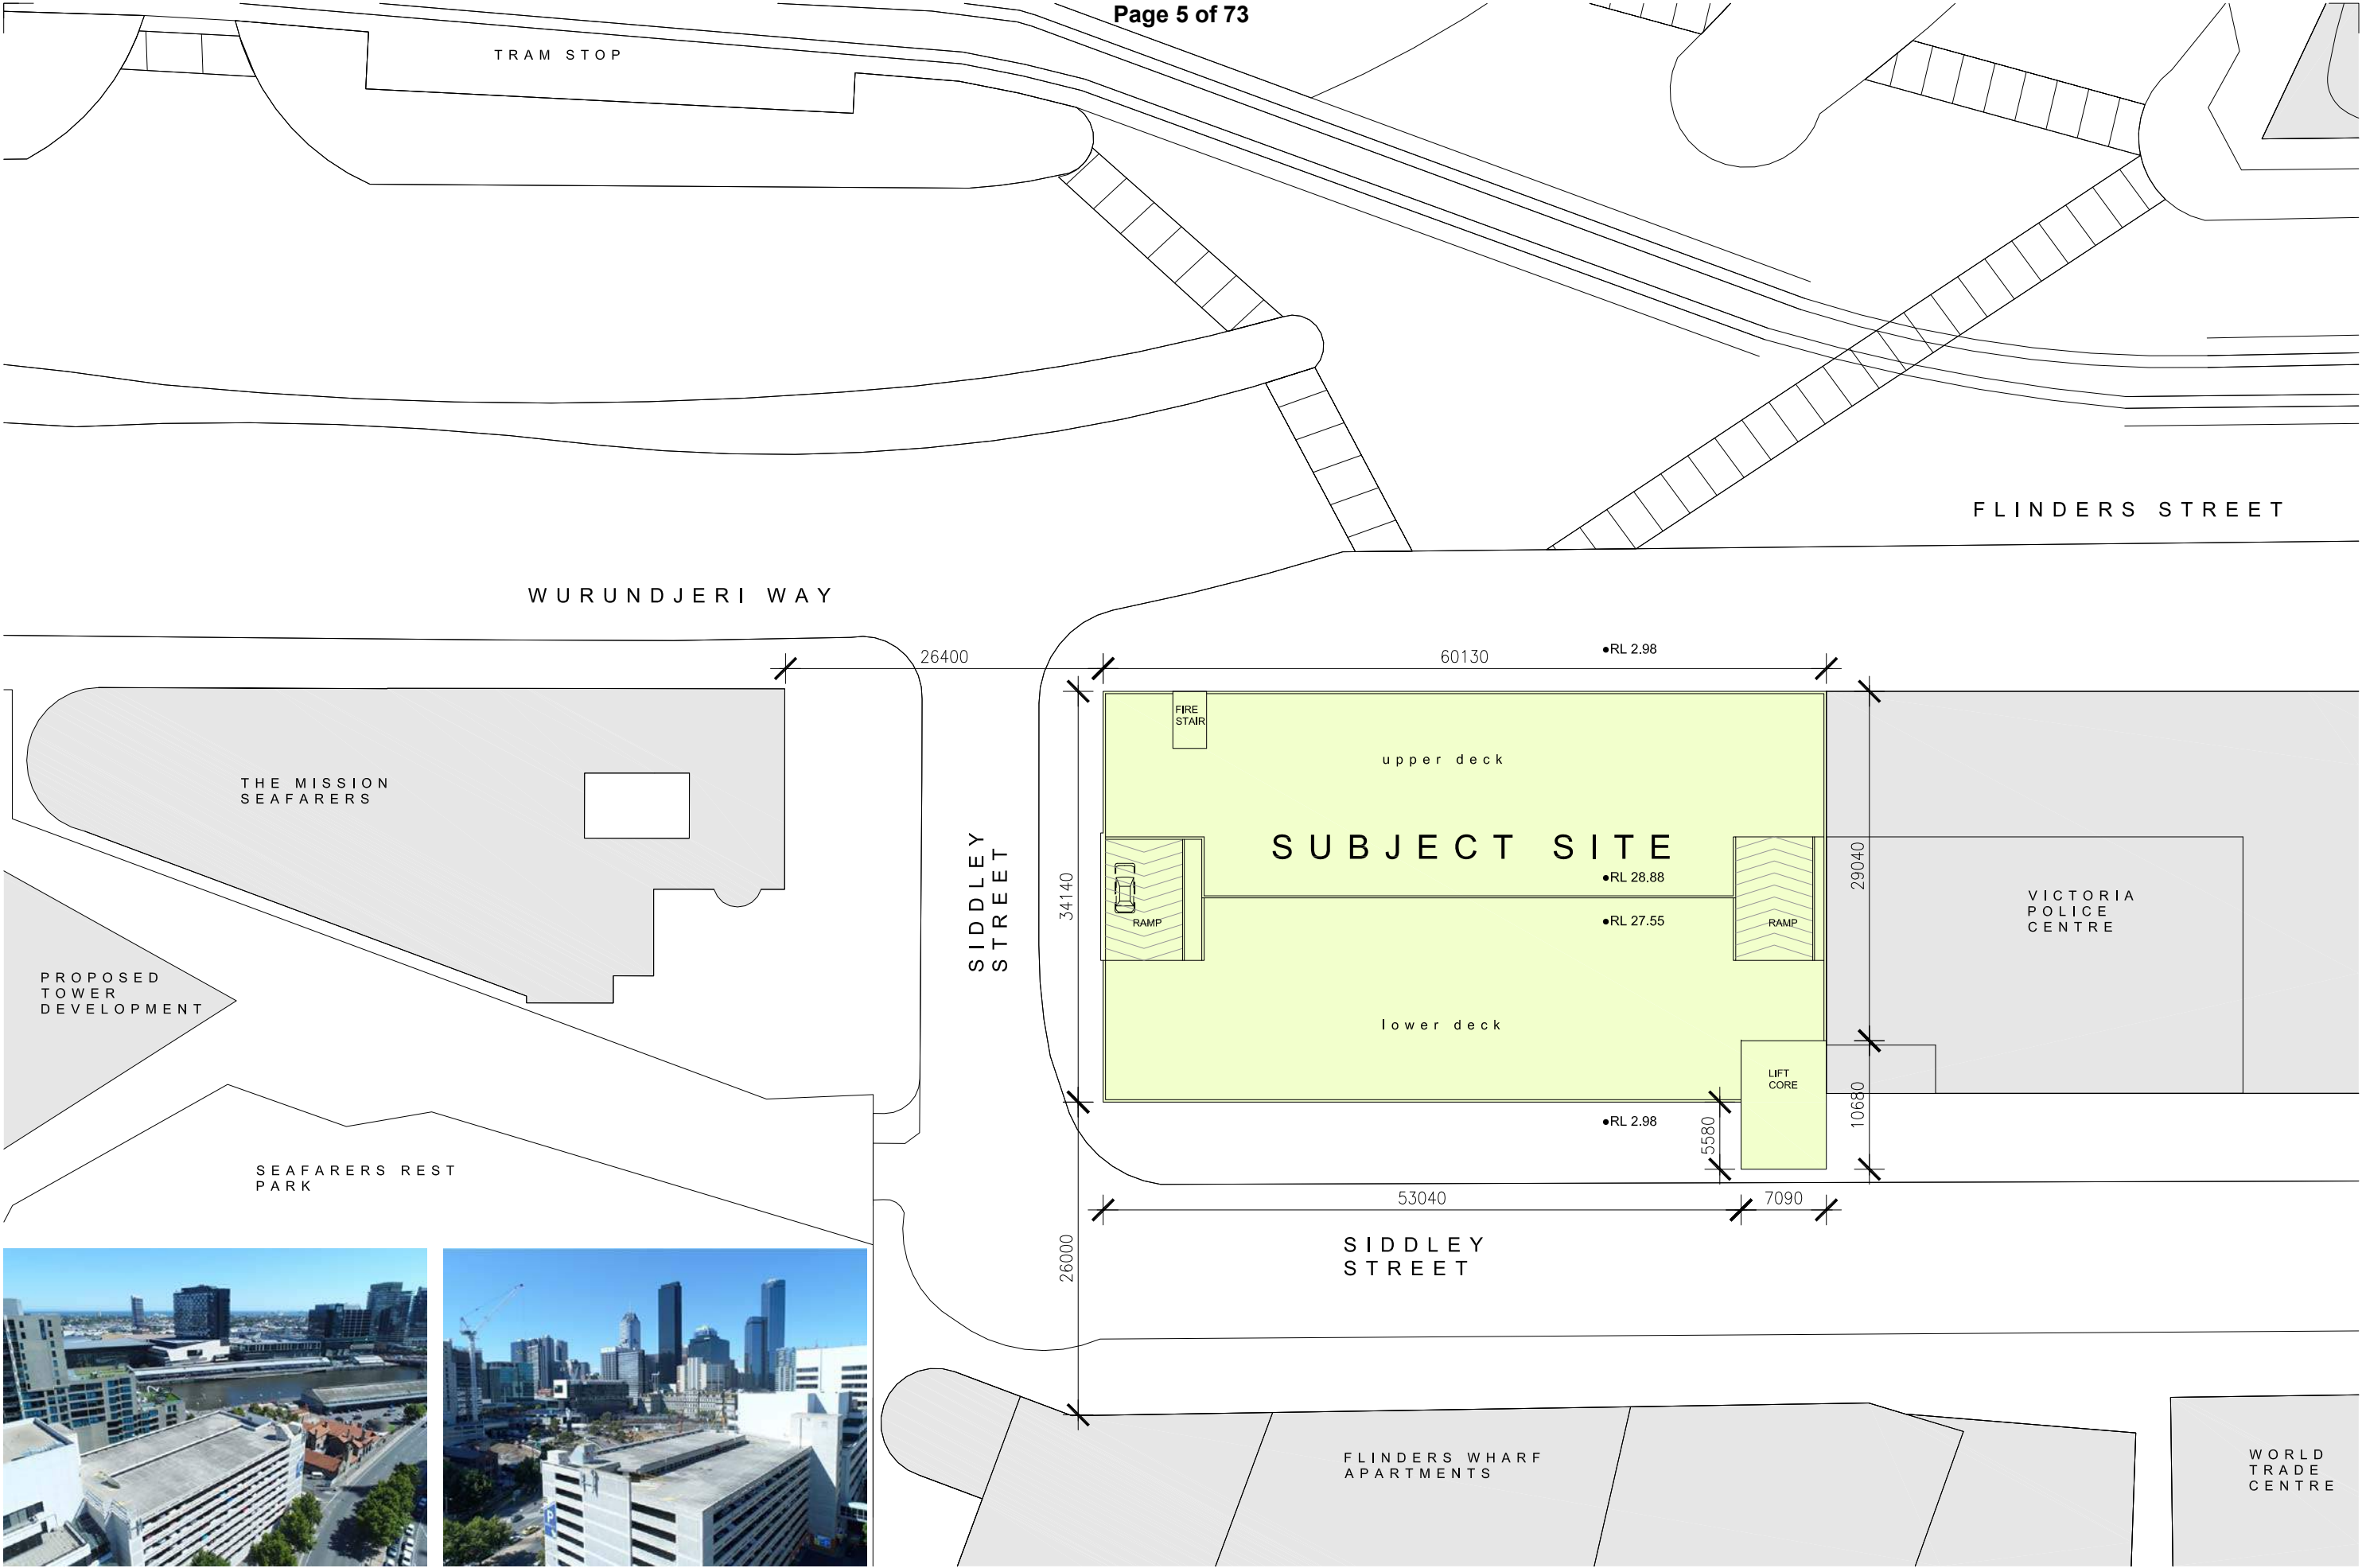 Page 5 of 73
TRAM STOP
FLINDERS STREET
WURUNDJERI WAY
26400
60130
•RL 2.98
FIRE
STAIR
upper deck
THE MISSION
SEAFARERS
SIDDLEY
STREET
34140
SUBJECT SITE
29040
•RL 28.88
•RL 27.55
RAMP
RAMP
VICTORIA
POLICE
CENTRE
PROPOSED
TOWER
DEVELOPMENT
lower deck
LIFT
CORE
•RL 2.98
5580
10680
SEAFARERS REST
PARK
53040
7090
26000
SIDDLEY
STREET
P
FLINDERS WHARF
APARTMENTS
WORLD
TRADE
CENTRE